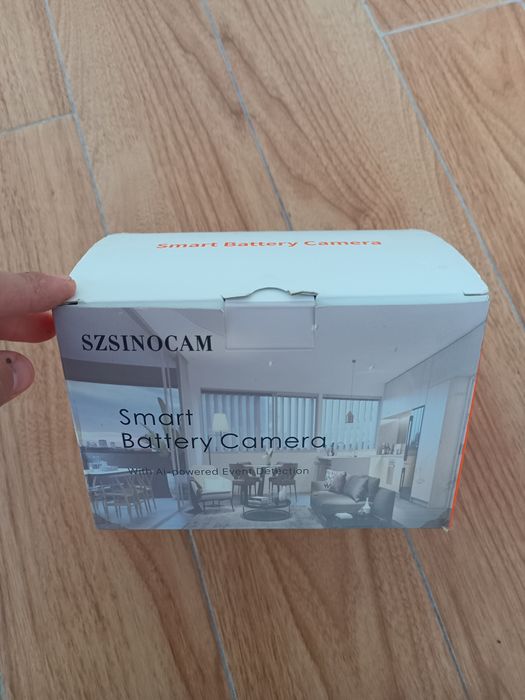 Smart Battery Camera
SZSINOCAM
Smart
Battery Camera
With AI-powered Event Detection